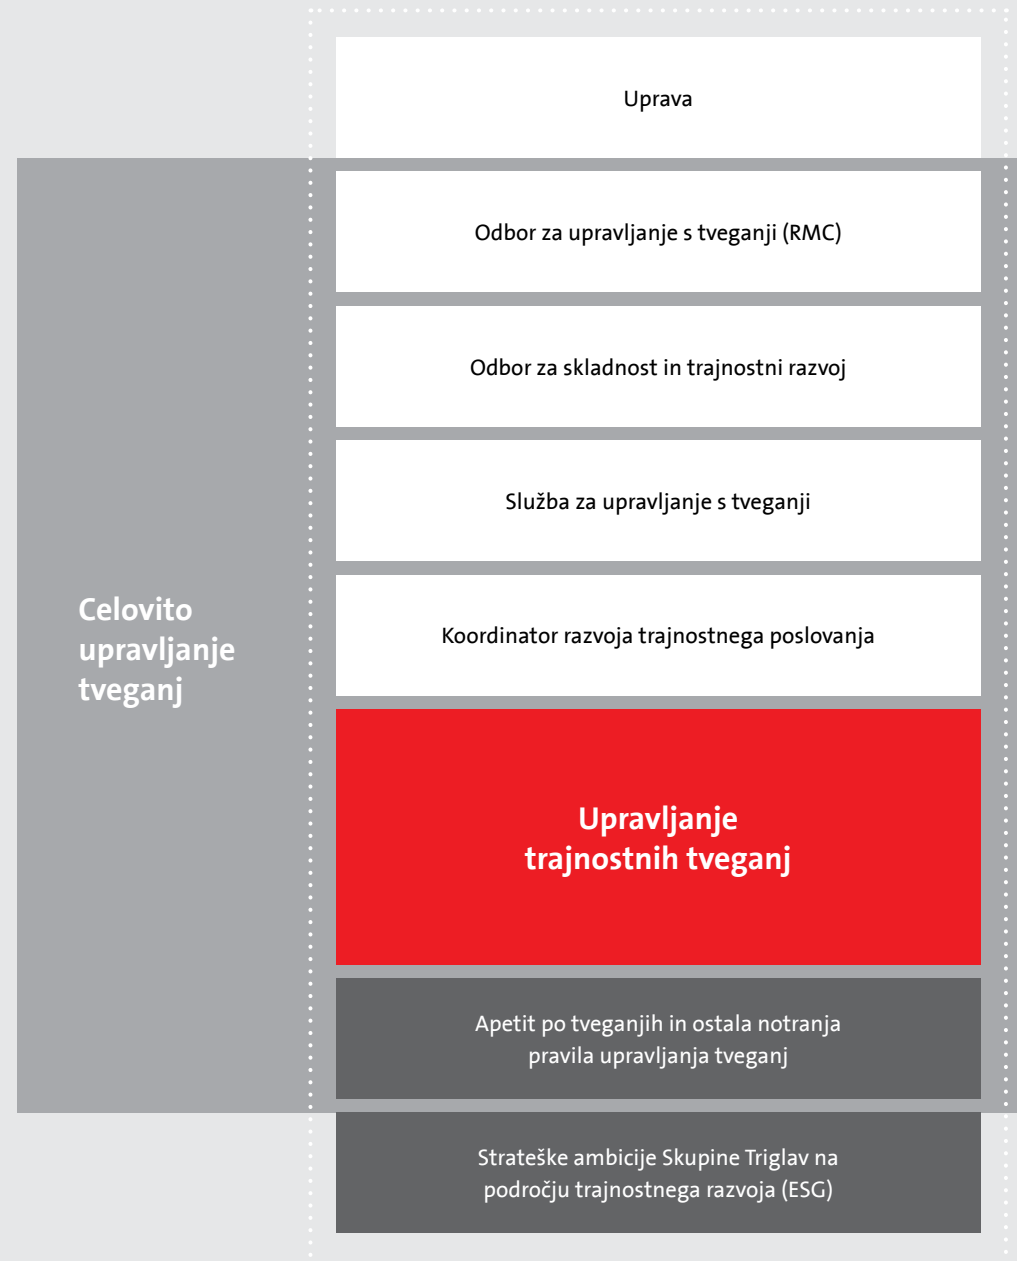 Uprava
Odbor za upravljanje s tveganji (RMC)
Odbor za skladnost in trajnostni razvoj
Služba za upravljanje s tveganji
Koordinator razvoja trajnostnega poslovanja
Celovito
upravljanje
tveganj
Upravljanje
trajnostnih tveganj
Apetit po tveganjih in ostala notranja
pravila upravljanja tveganj
Strateške ambicije Skupine Triglav na
področju trajnostnega razvoja (ESG)